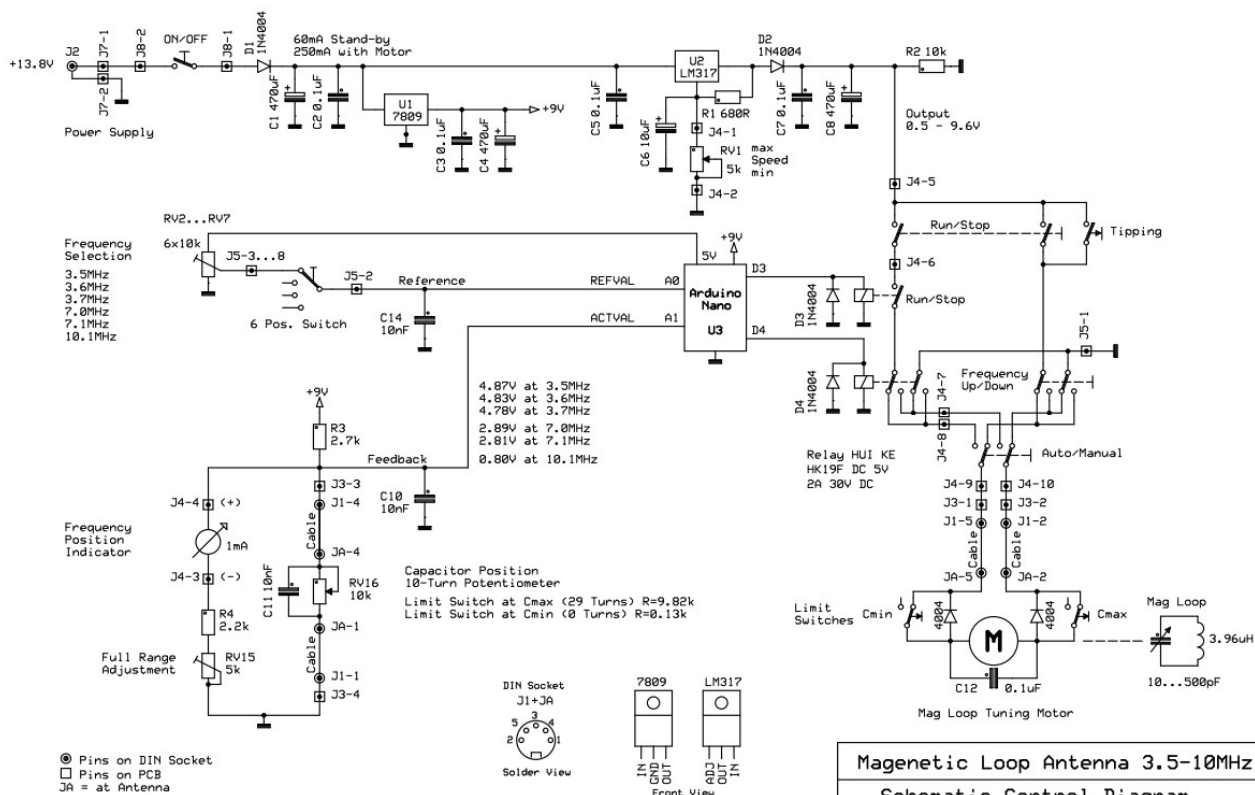 +13.8V
J2
J7-1
J7-2
J8-2
ON/OFF
J8-1
D1
1N4004
60mA Stand-by
250mA with Motor
Power Supply
C1 470uF
C2 0.1uF
U1
7809
C3 0.1uF
C4 470uF
+9V
C5 0.1uF
U2
LM317
D2
1N4004
R1 680R
C6 10uF
J4-1
RV1
5k
max
Speed
min
J4-2
C7 0.1uF
C8 470uF
R2 10k
Output
0.5 - 9.6V
J4-5
RV2...RV7
6x10k
Frequency
Selection
3.5MHz
3.6MHz
3.7MHz
7.0MHz
7.1MHz
10.1MHz
J5-3...8
J5-2
6 Pos. Switch
Reference
C14
10nF
REFVAL
ACTVAL
A0
A1
5V
+9V
Arduino
Nano
U3
D3
D4
D3
1N4004
D4
1N4004
Run/Stop
Tipping
J4-6
Run/Stop
J5-1
Frequency
Up/Down
J4-7
J4-8
Auto/Manual
Relay HUI KE
HK19F DC 5V
2A 30V DC
4.87V at 3.5MHz
4.83V at 3.6MHz
4.78V at 3.7MHz
2.89V at 7.0MHz
2.81V at 7.1MHz
0.80V at 10.1MHz
+9V
R3
2.7k
Feedback
C10
10nF
J4-4 (+)
Frequency
Position
Indicator
1mA
J4-3 (-)
R4
2.2k
Full Range
Adjustment
RV15
5k
J3-3
J1-4
Cable
JA-4
C11 10nF
RV16
10k
JA-1
Cable
J1-1
J3-4
Capacitor Position
10-Turn Potentiometer
Limit Switch at Cmax (29 Turns) R=9.82k
Limit Switch at Cmin (0 Turns) R=0.13k
J4-9
J4-10
J3-1
J3-2
J1-5
J1-2
Cable
Cable
JA-5
JA-2
Limit
Switches
Cmin
4004
M
4004
Cmax
C12
0.1uF
Mag Loop Tuning Motor
Mag Loop
3.96uH
10...500pF
DIN Socket
J1+JA
5
3
4
2
1
Solder View
7809
LM317
IN
GND
OUT
ADJ
OUT
IN
Front View
Pins on DIN Socket
Pins on PCB
JA = at Antenna
Magenetic Loop Antenna 3.5-10MHz
Schematic Control Diagram